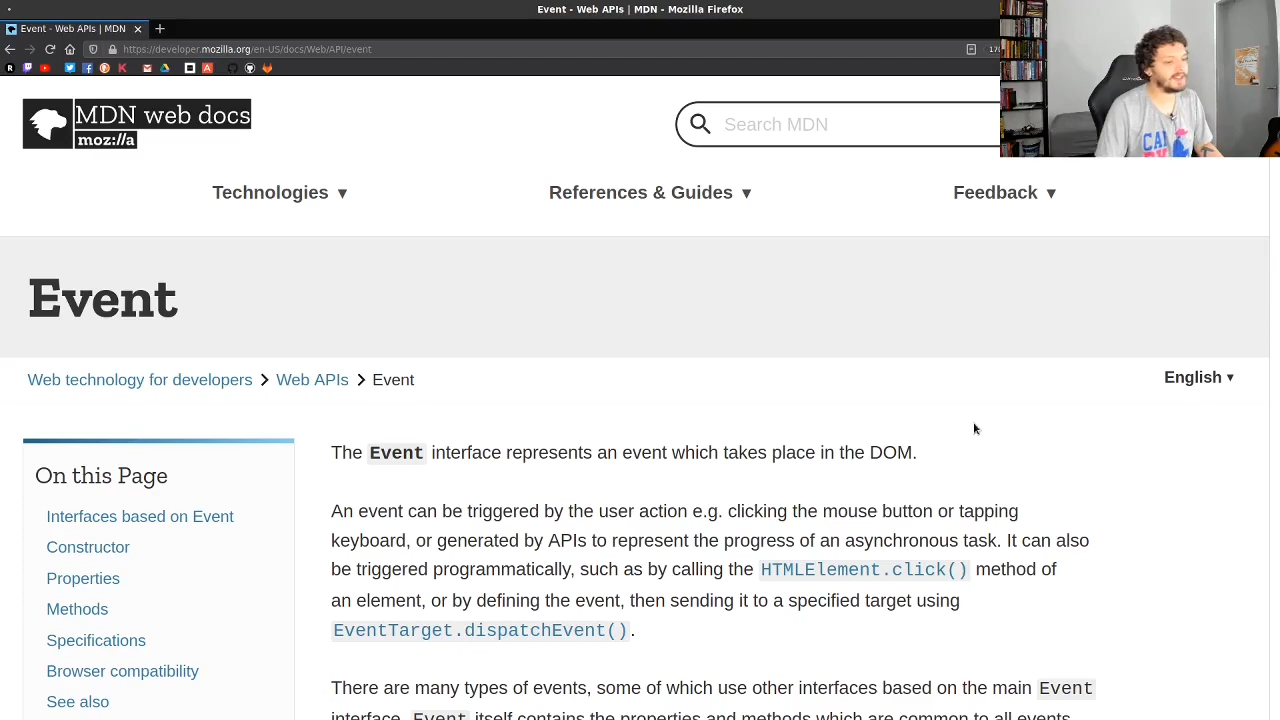 Event - Web APIs | MDN - Mozilla Firefox
Event - Web APIs | MDN
https://developer.mozilla.org/en-US/docs/Web/API/event
MDN web docs
moz://a
Search MDN
Technologies ▼
References & Guides ▼
Feedback ▼
Event
Web technology for developers > Web APIs > Event
English ▼
On this Page
Interfaces based on Event
Constructor
Properties
Methods
Specifications
Browser compatibility
See also
The Event interface represents an event which takes place in the DOM.
An event can be triggered by the user action e.g. clicking the mouse button or tapping
keyboard, or generated by APIs to represent the progress of an asynchronous task. It can also
be triggered programmatically, such as by calling the HTMLElement.click() method of
an element, or by defining the event, then sending it to a specified target using
EventTarget.dispatchEvent().
There are many types of events, some of which use other interfaces based on the main Event
interface. Event itself contains the properties and methods which are common to all events.